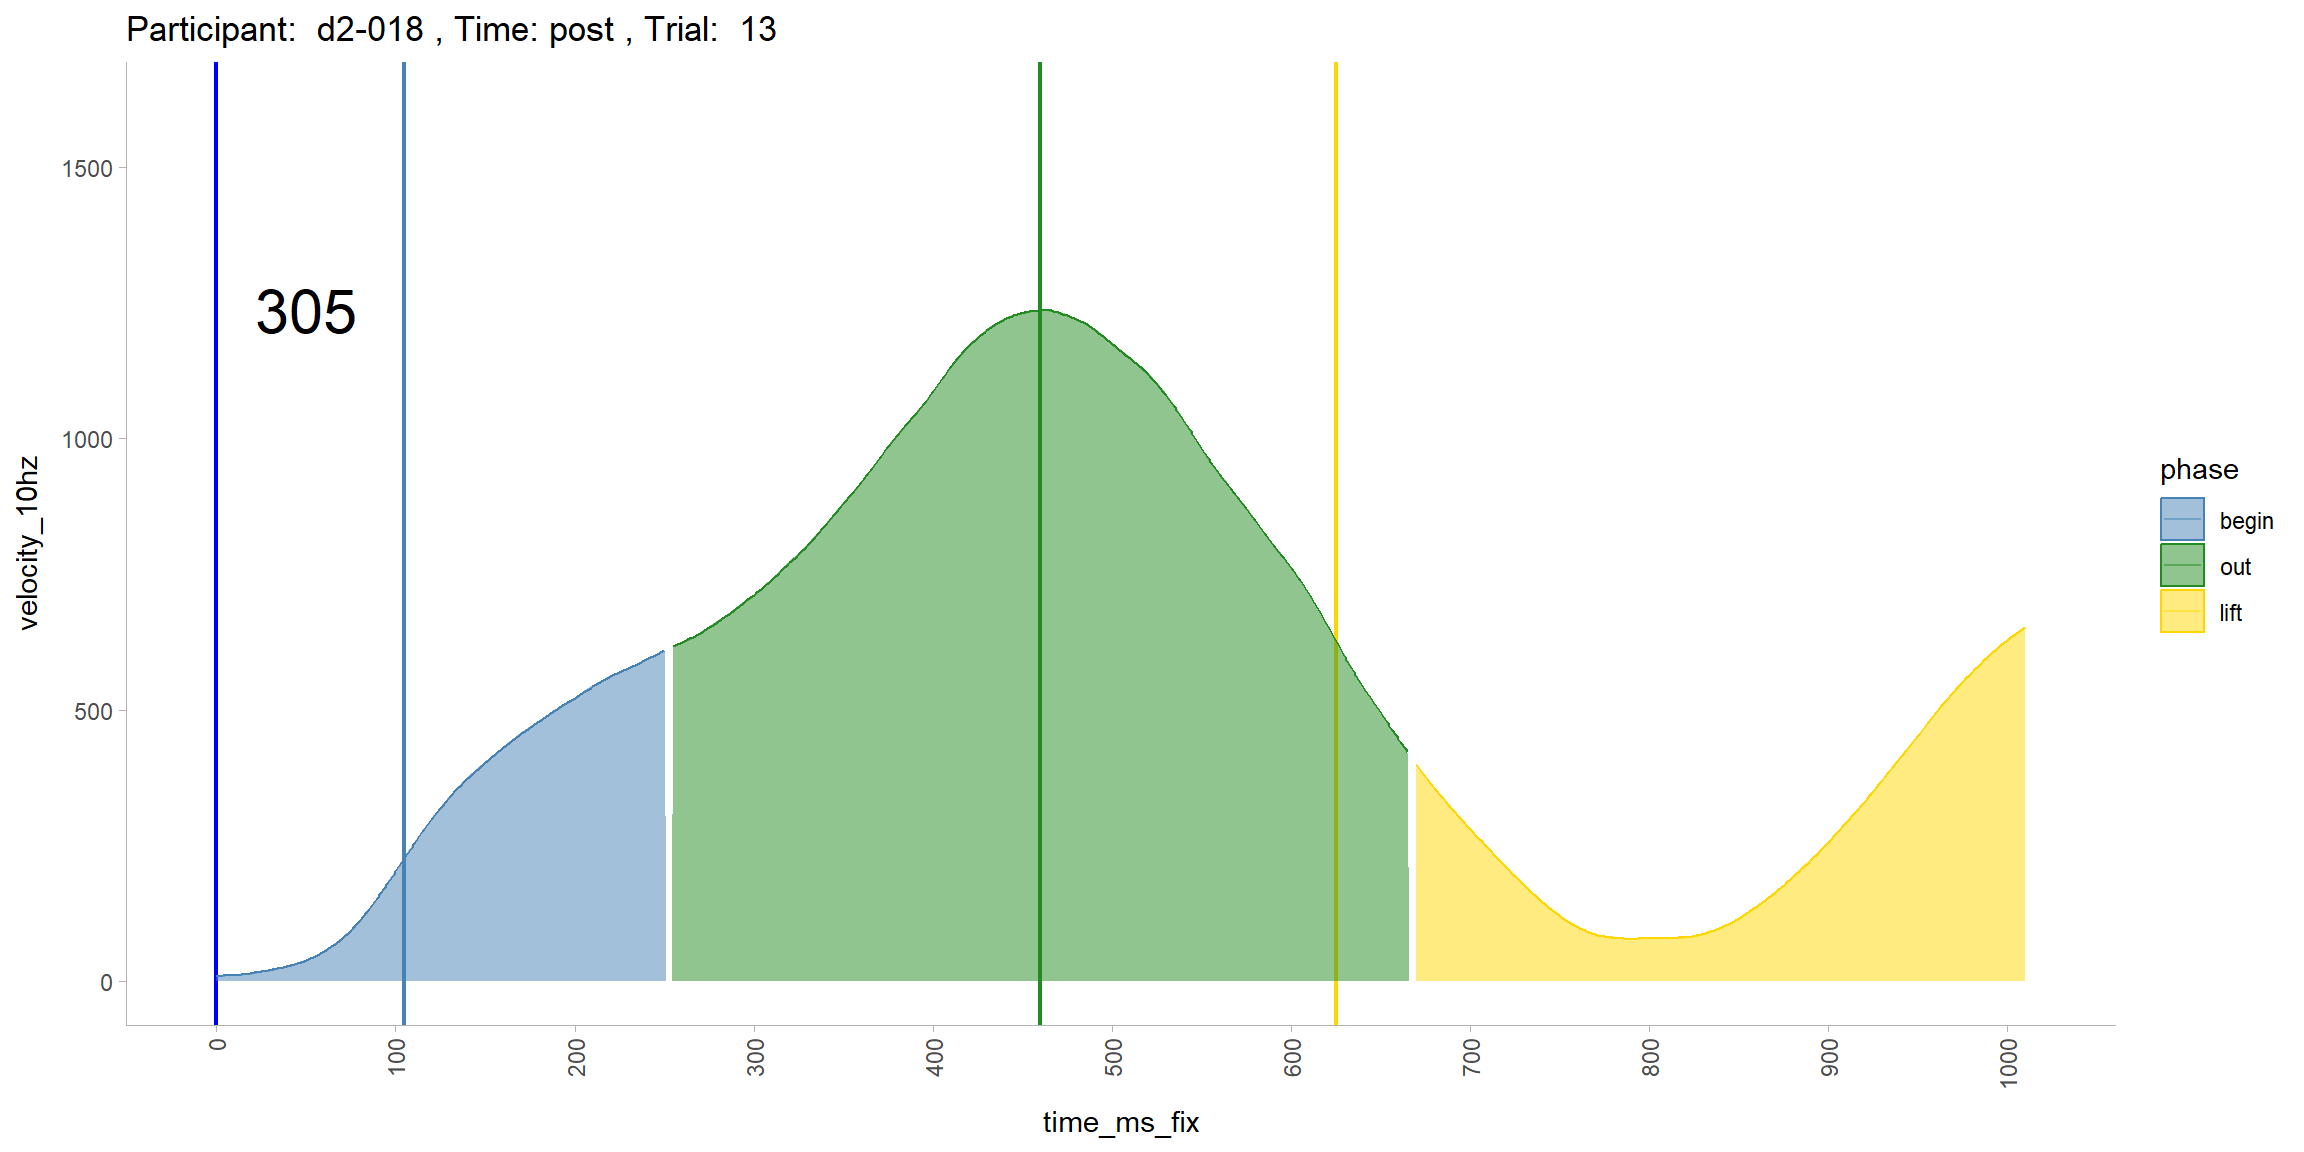 Participant:  d2-018 , Time: post , Trial:  13
1500
1000
500
0
velocity_10hz
305
0
100
200
300
400
500
600
700
800
900
1000
time_ms_fix
phase
begin
out
lift